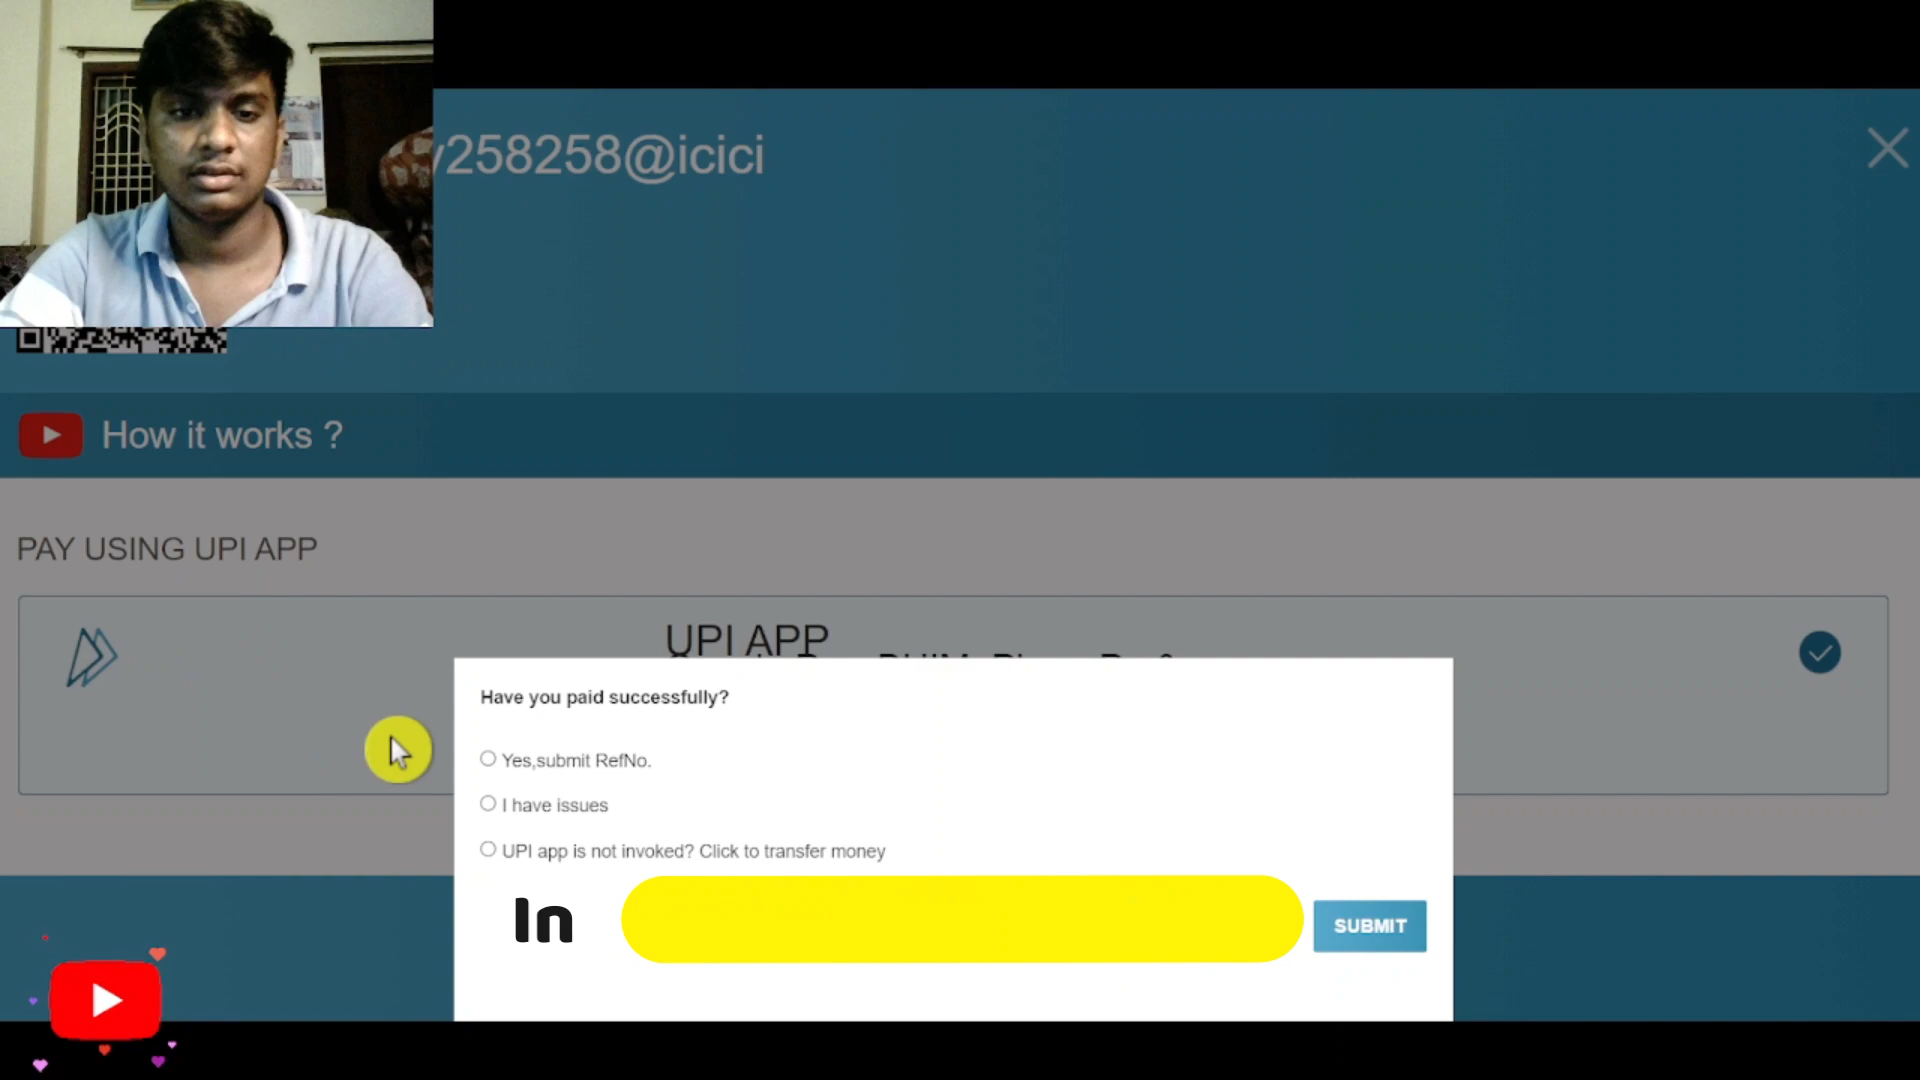 y258258@icici
How it works ?
PAY USING UPI APP
UPI APP
Have you paid successfully?
Yes,submit RefNo.
I have issues
UPI app is not invoked? Click to transfer money
In
SUBMIT